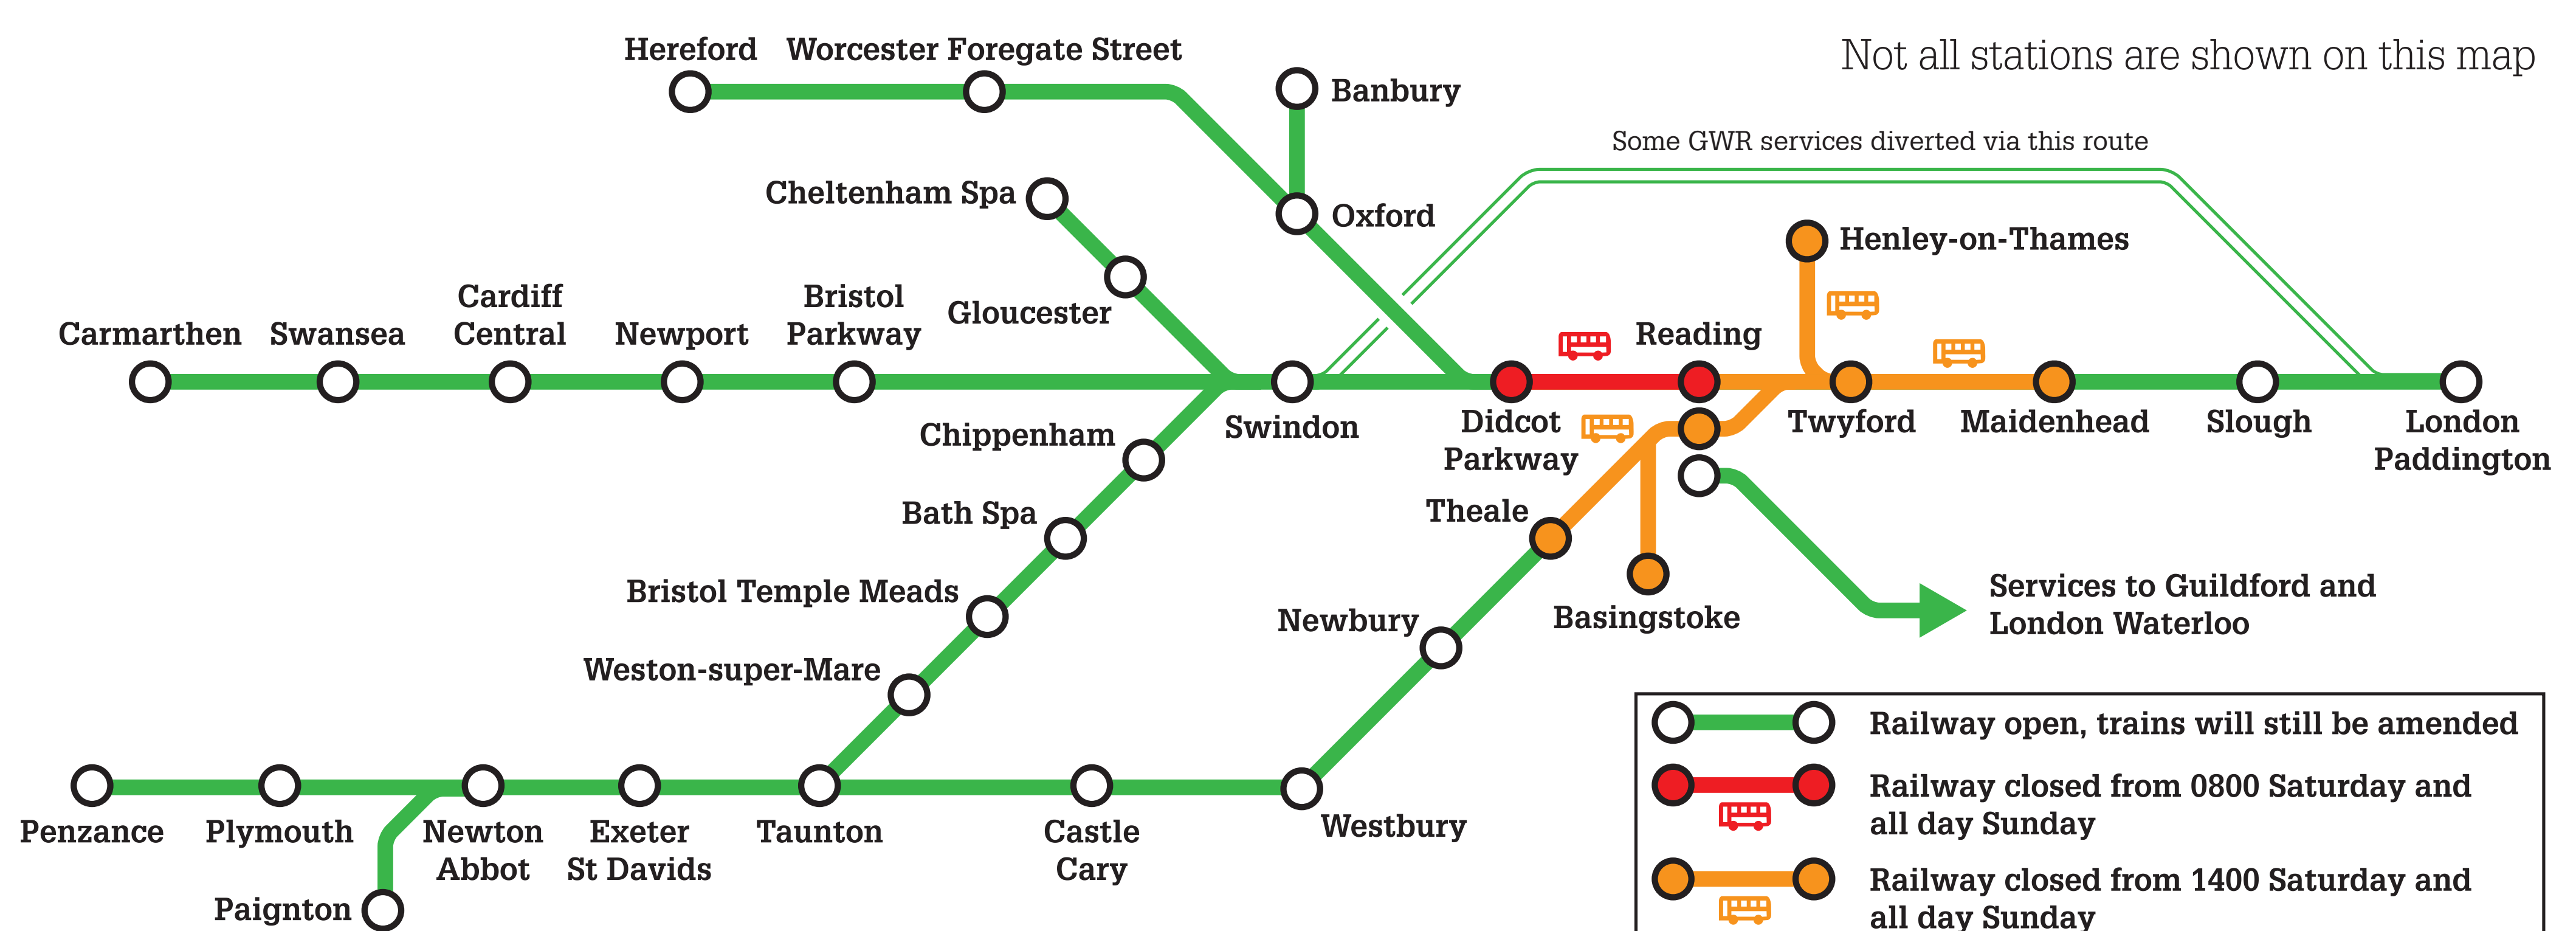 Not all stations are shown on this map
Hereford
Worcester Foregate Street
Banbury
Some GWR services diverted via this route
Cheltenham Spa
Oxford
Henley-on-Thames
Gloucester
Carmarthen
Swansea
Cardiff
Central
Newport
Bristol
Parkway
Reading
Swindon
Didcot
Parkway
Twyford
Maidenhead
Slough
London
Paddington
Chippenham
Bath Spa
Theale
Bristol Temple Meads
Basingstoke
Newbury
Services to Guildford and
London Waterloo
Weston-super-Mare
Penzance
Plymouth
Newton
Abbot
Exeter
St Davids
Taunton
Castle
Cary
Westbury
Paignton
Railway open, trains will still be amended
Railway closed from 0800 Saturday and
all day Sunday
Railway closed from 1400 Saturday and
all day Sunday